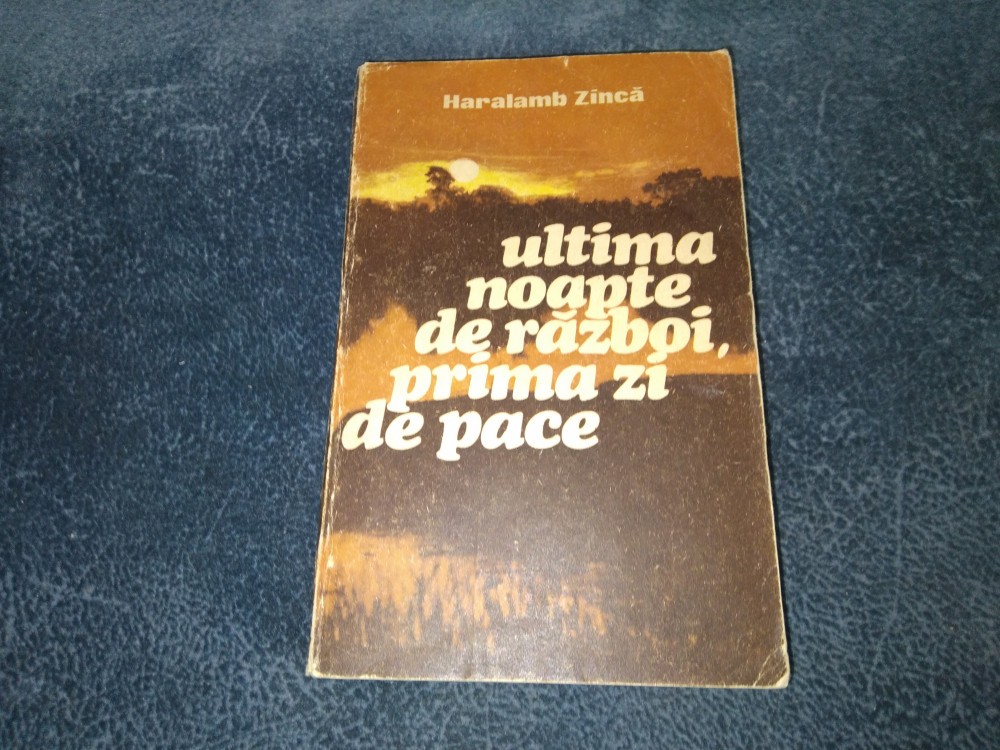 Haralamb Zincă
ultima
noapte
de război,
prima zi
de pace